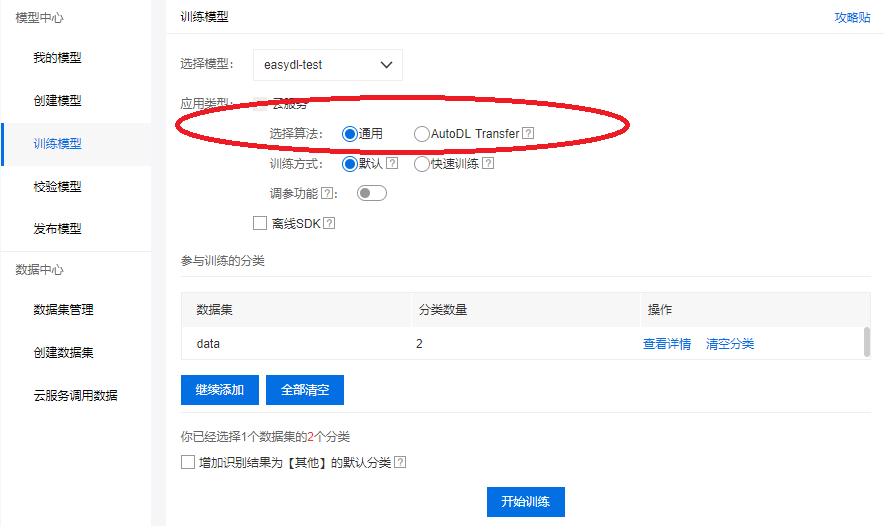 模型中心
我的模型
创建模型
训练模型
校验模型
发布模型
数据中心
数据集管理
创建数据集
云服务调用数据
训练模型 攻略贴
选择模型: easydl-test
应用类型: 云服务
选择算法: 通用 AutoDL Transfer ?
训练方式: 默认 ? 快速训练 ?
调参功能 ? :
离线SDK ?
参与训练的分类
数据集 分类数量 操作
data 2 查看详情 清空分类
继续添加 全部清空
你已经选择1个数据集的2个分类
增加识别结果为【其他】的默认分类 ?
开始训练